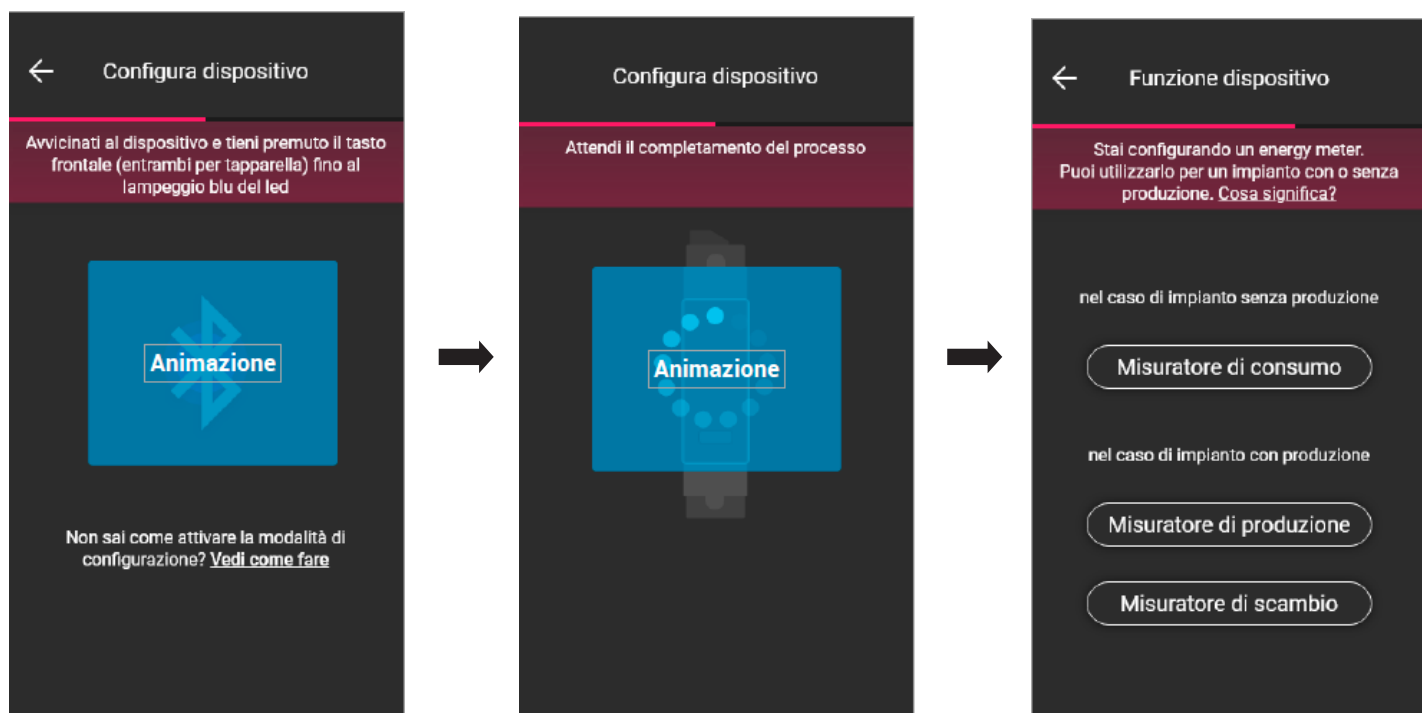 Configura dispositivo
Avvicinati al dispositivo e tieni premuto il tasto
frontale (entrambi per tapparella) fino al
lampeggio blu del led
Animazione
Non sai come attivare la modalità di
configurazione? Vedi come fare
Configura dispositivo
Attendi il completamento del processo
Animazione
Funzione dispositivo
Stai configurando un energy meter.
Puoi utilizzarlo per un impianto con o senza
produzione. Cosa significa?
nel caso di impianto senza produzione
Misuratore di consumo
nel caso di impianto con produzione
Misuratore di produzione
Misuratore di scambio